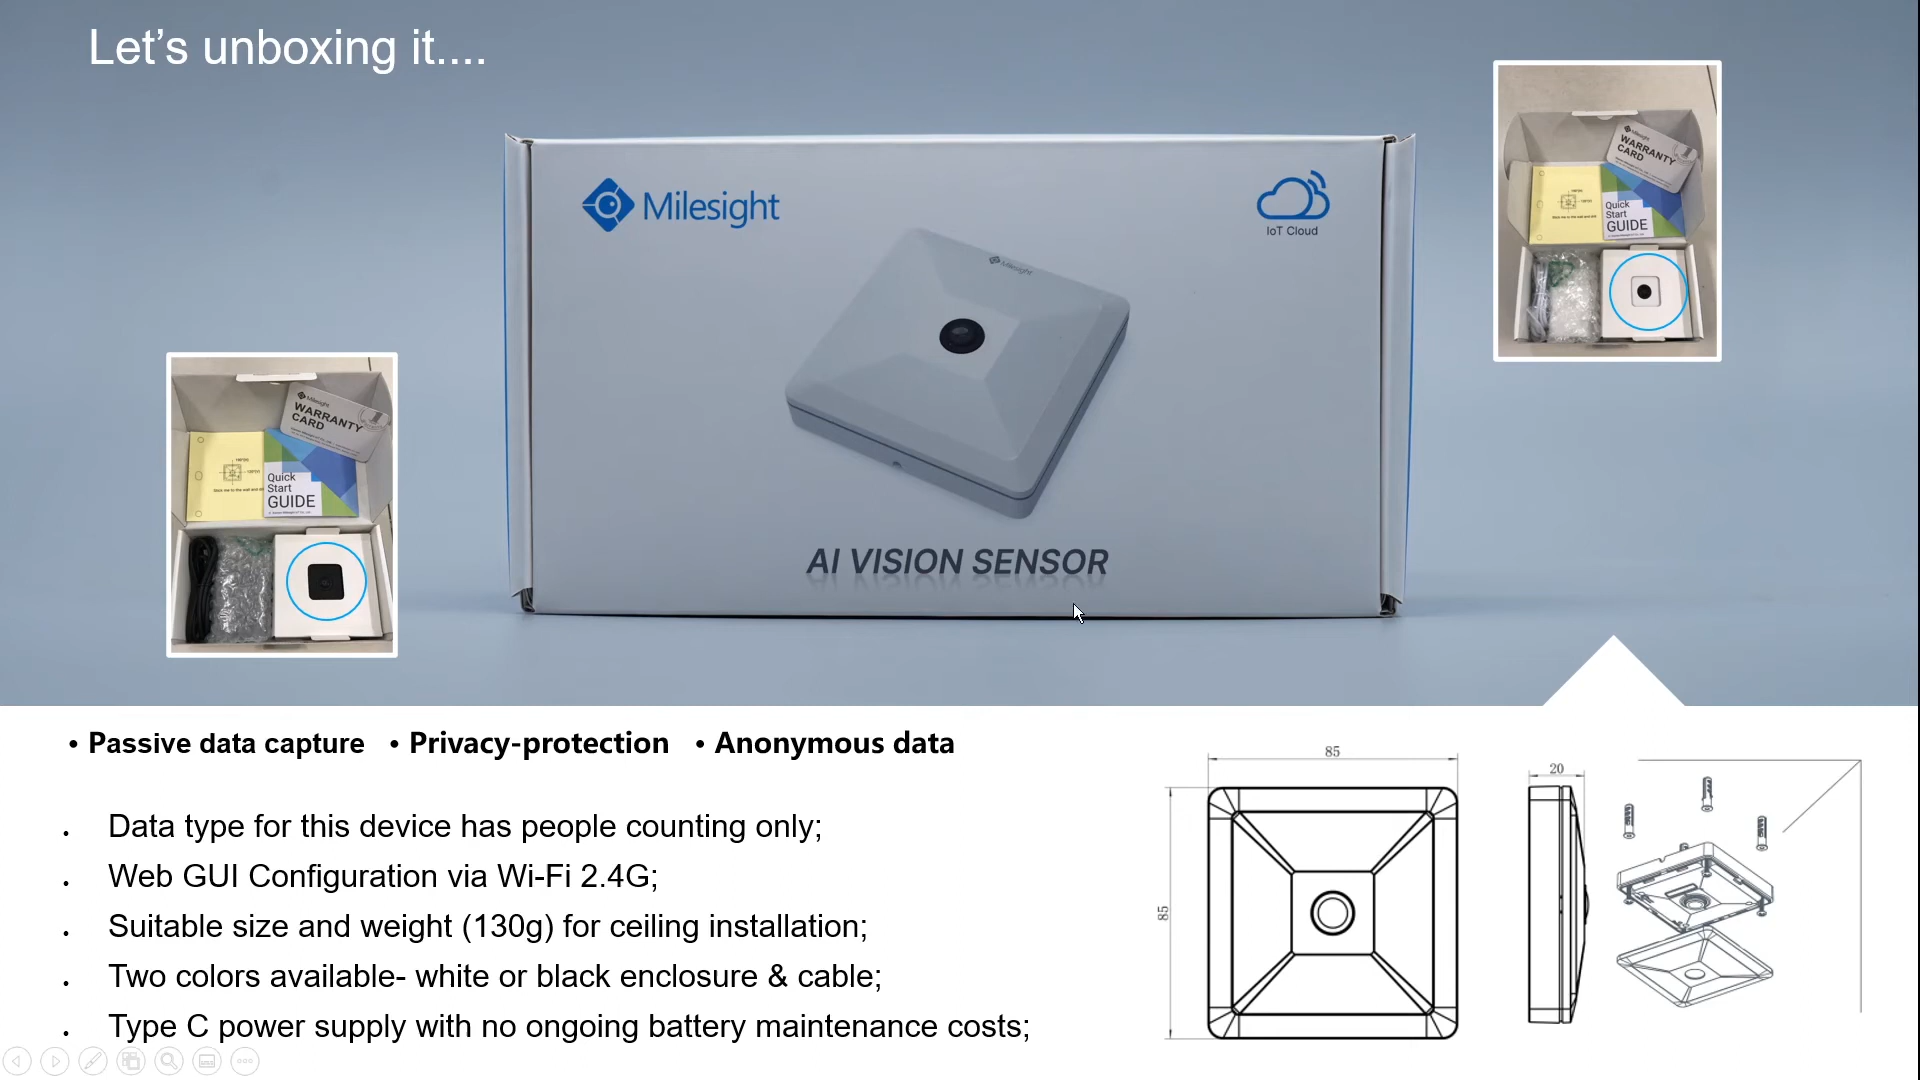 Let’s unboxing it....
Milesight
IoT Cloud
Milesight
AI VISION SENSOR
Milesight
WARRANTY
CARD
Quick
Start
GUIDE
Milesight
WARRANTY
CARD
Quick
Start
GUIDE
• Passive data capture • Privacy-protection • Anonymous data
• Data type for this device has people counting only;
• Web GUI Configuration via Wi-Fi 2.4G;
• Suitable size and weight (130g) for ceiling installation;
• Two colors available- white or black enclosure & cable;
• Type C power supply with no ongoing battery maintenance costs;
85
85
20